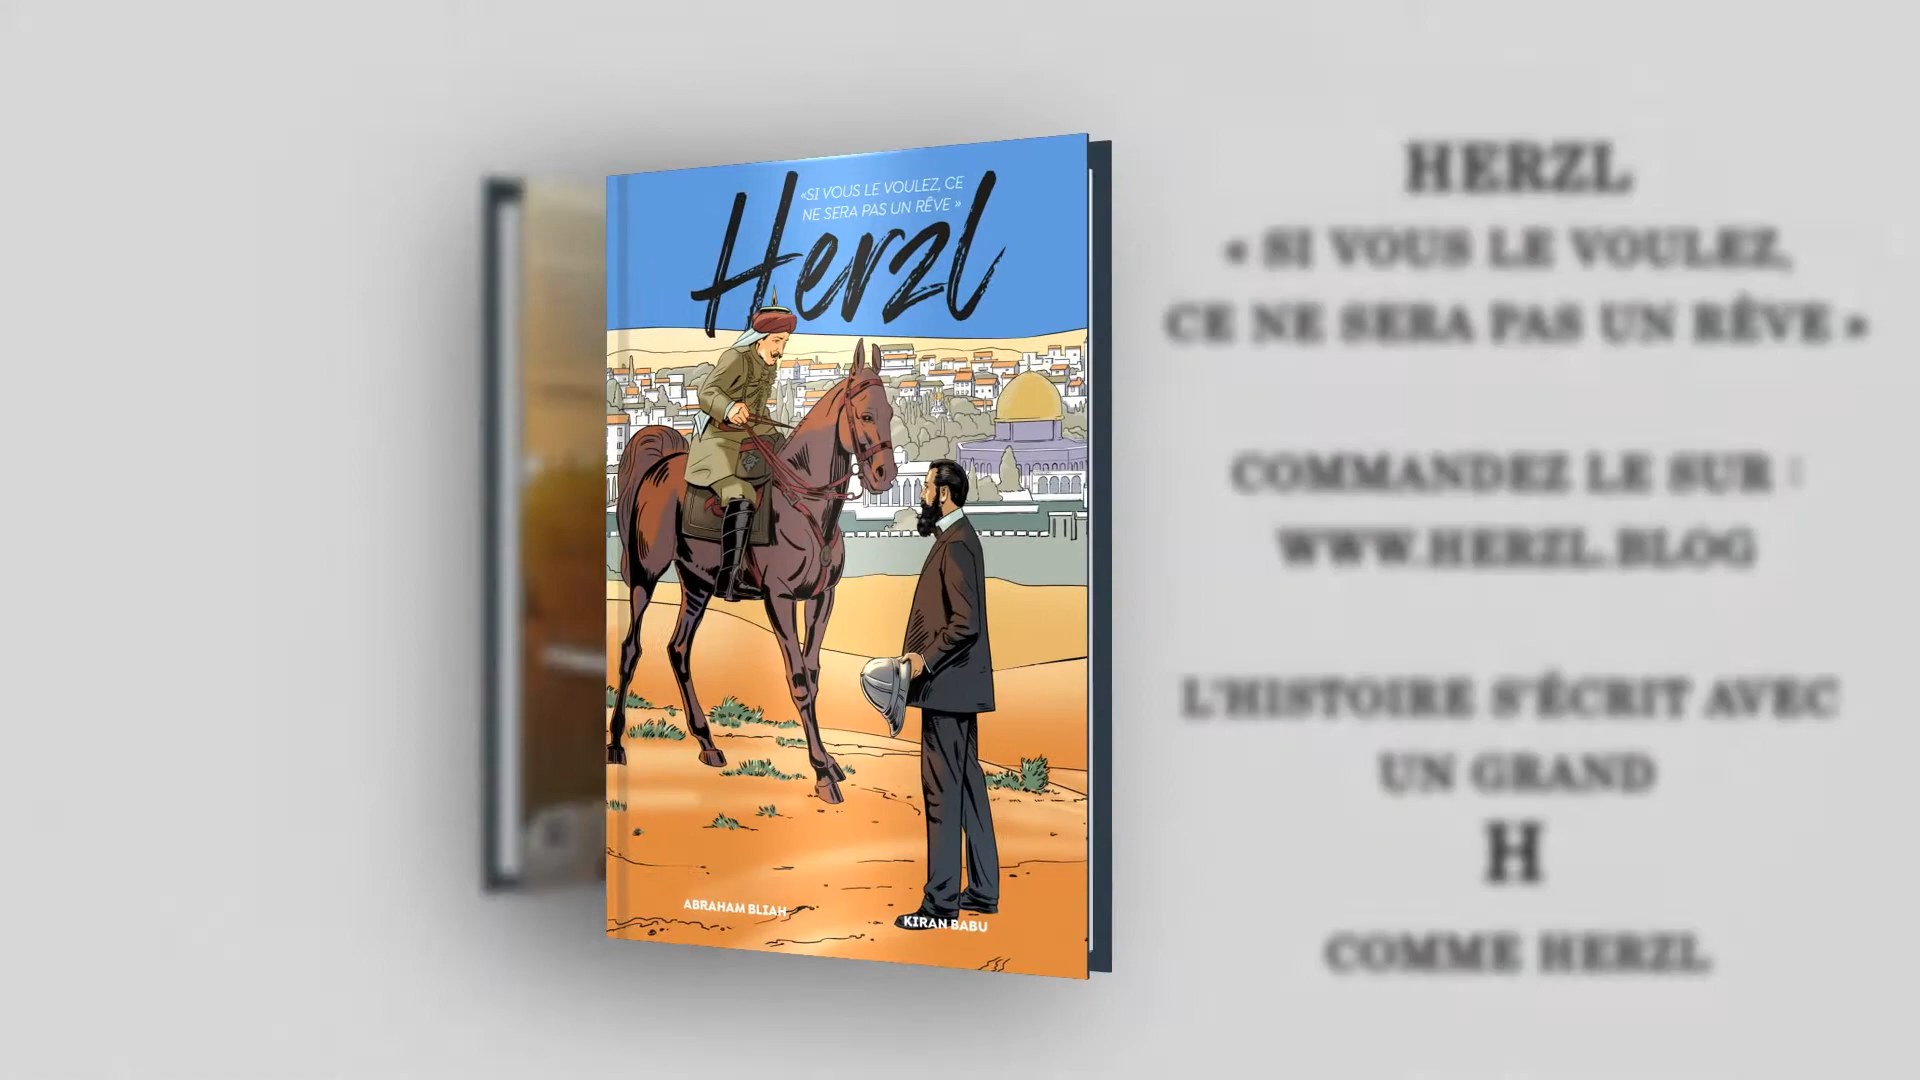 «SI VOUS LE VOULEZ, CE
NE SERA PAS UN RÊVE »
Herzl
ABRAHAM BLIAH
KIRAN BABU
HERZL
« SI VOUS LE VOULEZ,
CE NE SERA PAS UN RÊVE »
COMMANDEZ LE SUR :
WWW.HERZL.BLOG
L'HISTOIRE S'ÉCRIT AVEC
UN GRAND
H
COMME HERZL